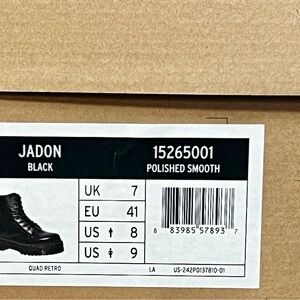 JADON 15265001
BLACK POLISHED SMOOTH
UK 7
EU 41
US 8
US 9
8 83985 57893 7
QUAD RETRO LA US-242P0137810-01